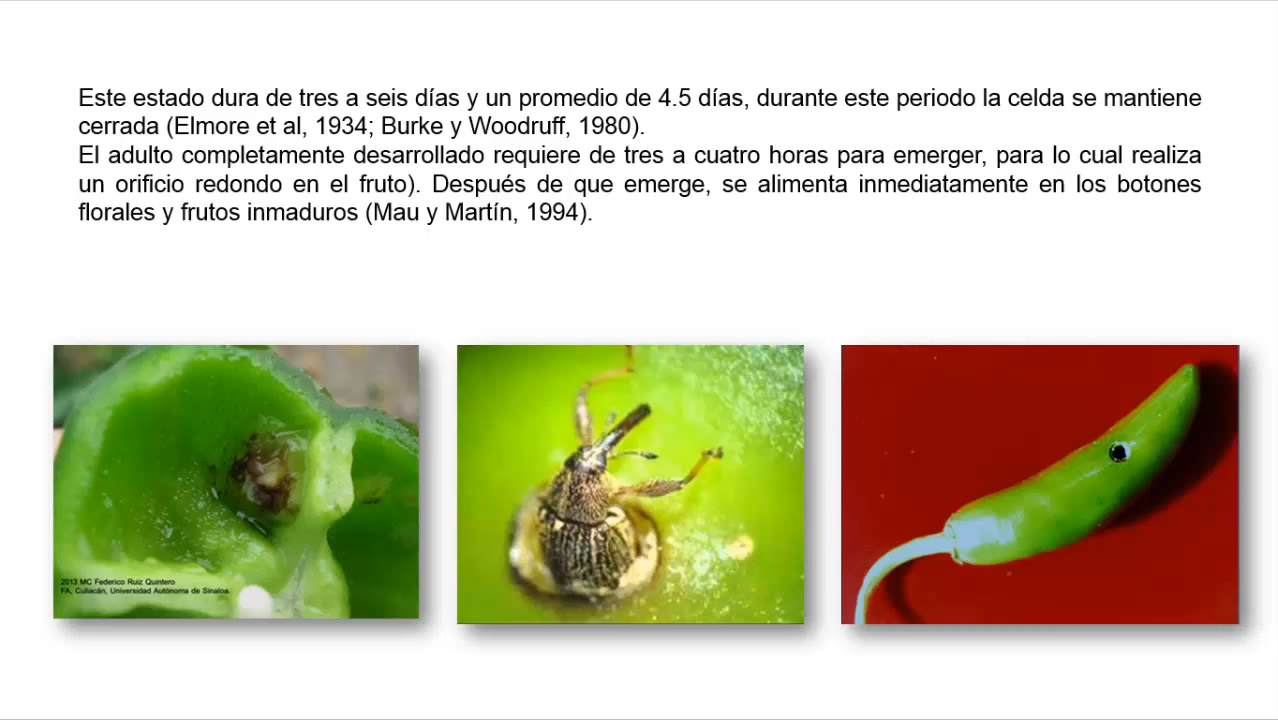 Este estado dura de tres a seis días y un promedio de 4.5 días, durante este periodo la celda se mantiene
cerrada (Elmore et al, 1934; Burke y Woodruff, 1980).
El adulto completamente desarrollado requiere de tres a cuatro horas para emerger, para lo cual realiza
un orificio redondo en el fruto). Después de que emerge, se alimenta inmediatamente en los botones
florales y frutos inmaduros (Mau y Martín, 1994).
2013 MC Federico Ruiz Quintero
FA, Culiacán, Universidad Autónoma de Sinaloa.